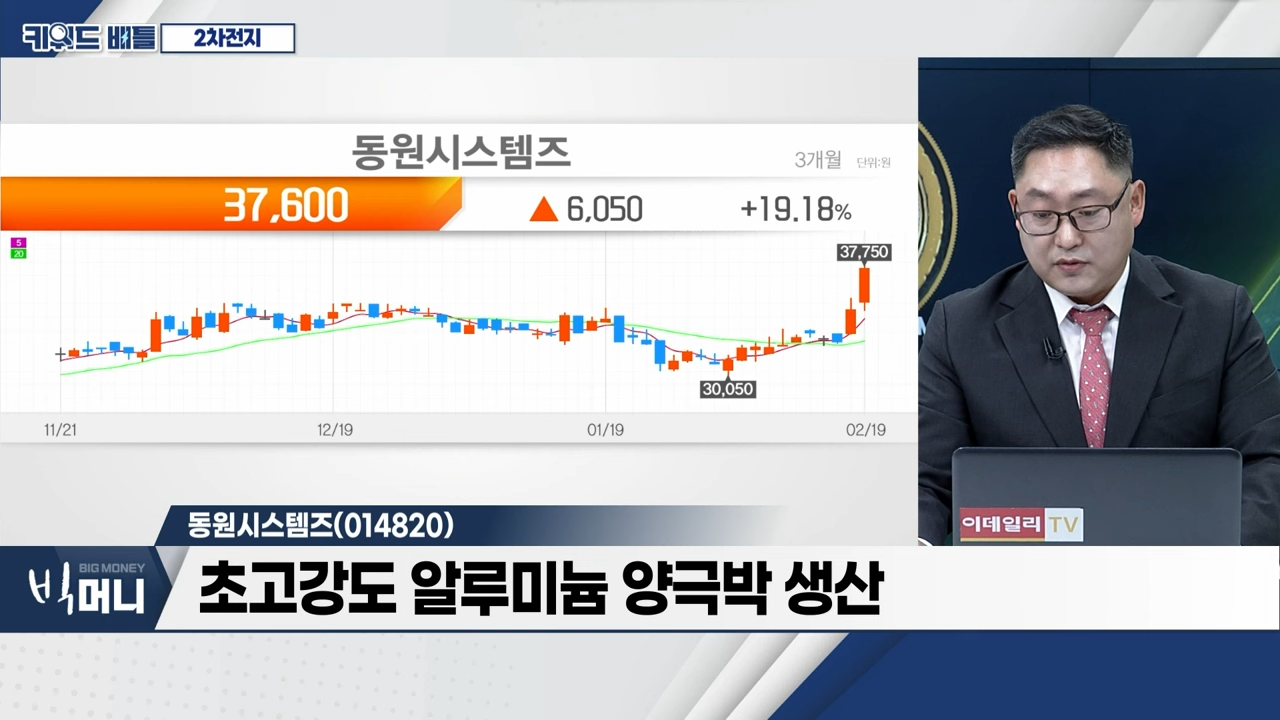 키워드 배틀
2차전지
동원시스템즈
3개월 단위:원
37,600
▲ 6,050
+19.18%
5
20
37,750
30,050
11/21
12/19
01/19
02/19
이데일리 TV
동원시스템즈(014820)
BIG MONEY
빅머니
초고강도 알루미늄 양극박 생산